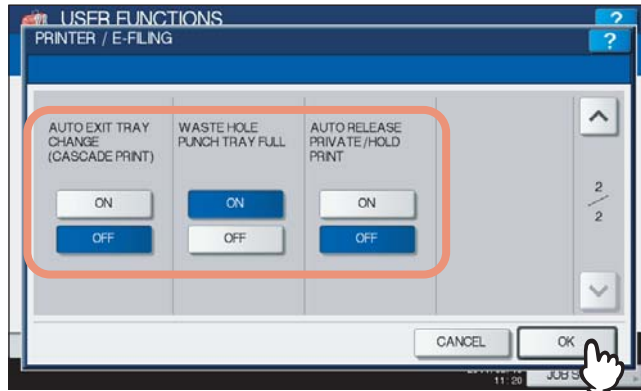 USER FUNCTIONS
?
PRINTER / E-FILING
?
AUTO EXIT TRAY
CHANGE
(CASCADE PRINT)
ON
OFF
WASTE HOLE
PUNCH TRAY FULL
ON
OFF
AUTO RELEASE
PRIVATE/HOLD
PRINT
ON
OFF
2
2
CANCEL
OK
11:20
JOB S